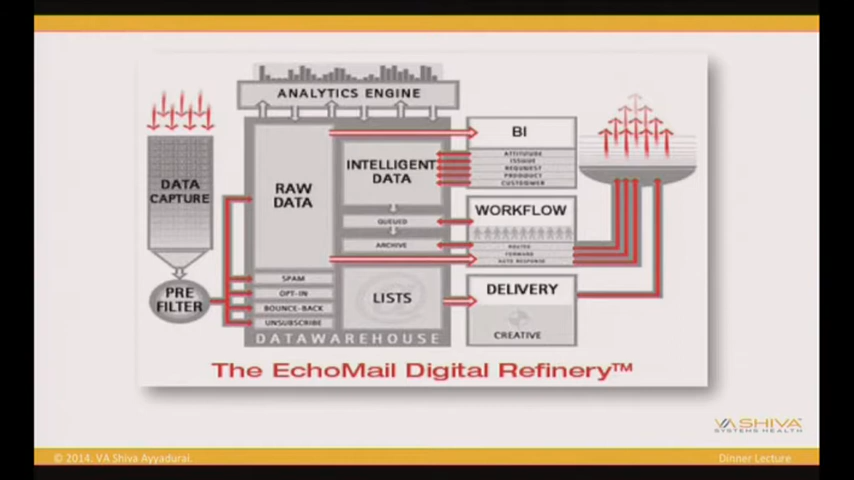 ANALYTICS ENGINE
DATA
CAPTURE
PRE
FILTER
RAW
DATA
SPAM
OPT-IN
BOUNCE-BACK
UNSUBSCRIBE
INTELLIGENT
DATA
QUEUED
ARCHIVE
LISTS
@
DATAWAREHOUSE
BI
ATTITUDE
ISSUE
REQUEST
PRODUCT
CUSTOMER
WORKFLOW
ROUTED
FORWARD
AUTO RESPONSE
DELIVERY
CREATIVE
The EchoMail Digital Refinery™
VA SHIVA
SYSTEMS HEALTH
© 2014. VA Shiva Ayyadurai.
Dinner Lecture